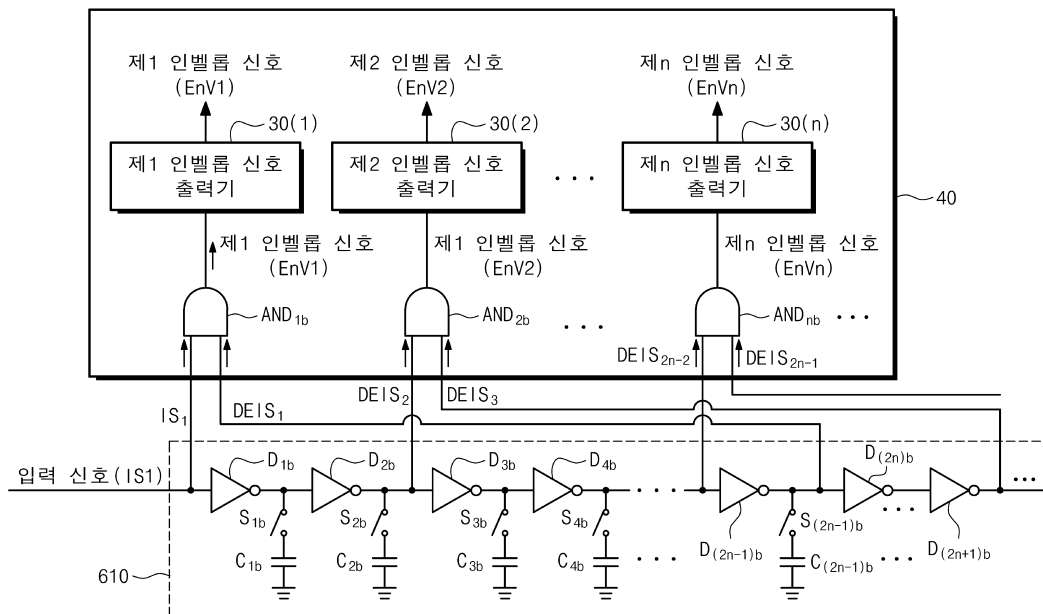 제1 인벨롭 신호 제2 인벨롭 신호 제n 인벨롭 신호
(EnV1) (EnV2) (EnVn)
30(1) 30(2) 30(n)
제1 인벨롭 신호 제2 인벨롭 신호 제n 인벨롭 신호
출력기 출력기 ... 출력기
40
제1 인벨롭 신호 제1 인벨롭 신호 제n 인벨롭 신호
(EnV1) (EnV2) (EnVn)
AND1b AND2b ... ANDnb ...
DEIS2n-2 DEIS2n-1
IS1 DEIS1 DEIS2 DEIS3
입력 신호(IS1) D1b D2b D3b D4b D(2n)b ...
S1b S2b S3b S4b ... S(2n-1)b ...
D(2n-1)b D(2n+1)b
C1b C2b C3b C4b ... C(2n-1)b ...
610